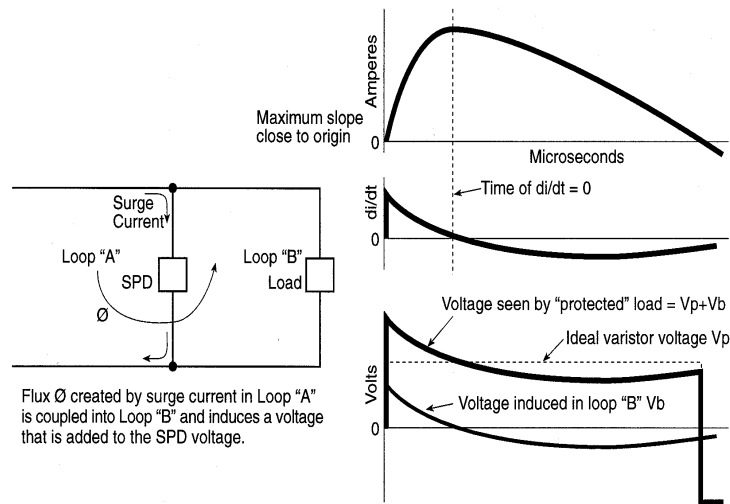 Surge
Current
Loop “A”
SPD
Loop “B”
Load
Ø
Flux Ø created by surge current in Loop “A”
is coupled into Loop “B” and induces a voltage
that is added to the SPD voltage.
Amperes
Maximum slope
close to origin
0
Microseconds
di/dt
Time of di/dt = 0
0
Voltage seen by “protected” load = Vp+Vb
Ideal varistor voltage Vp
Volts
Voltage induced in loop “B” Vb
0